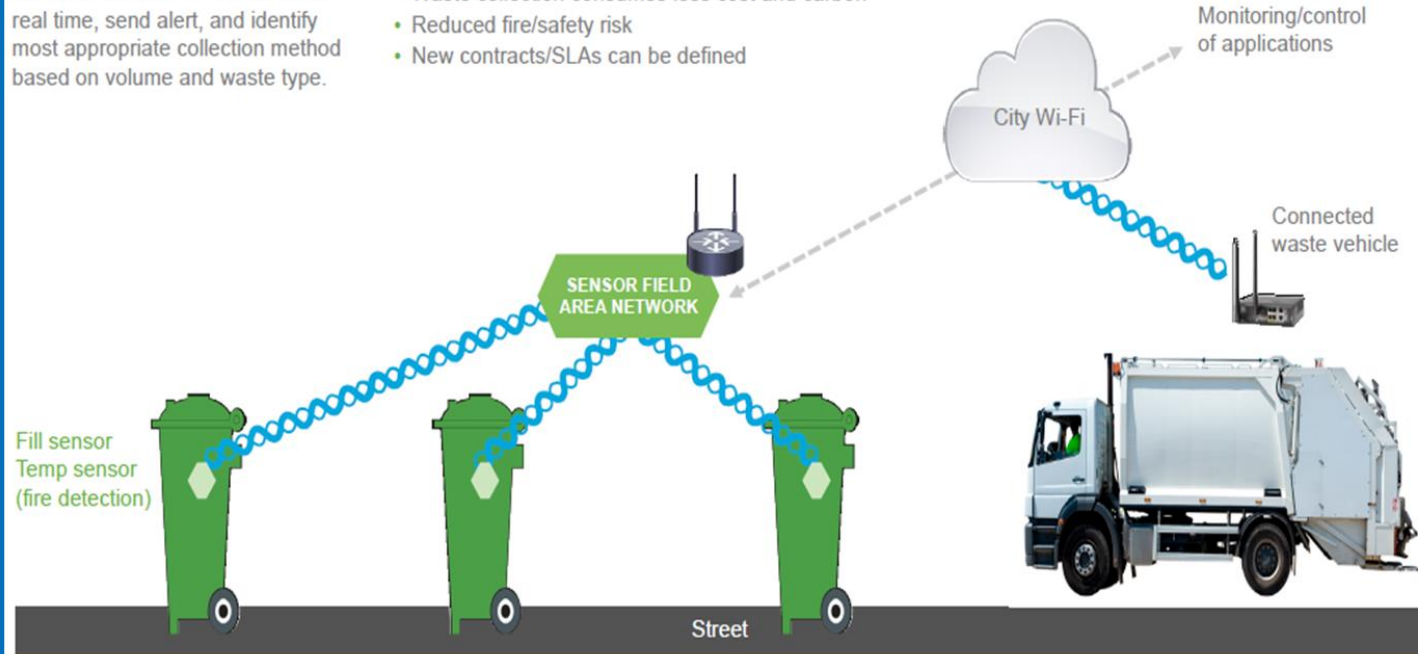 real time, send alert, and identify
most appropriate collection method
based on volume and waste type.
• Reduced fire/safety risk
• New contracts/SLAs can be defined
Monitoring/control
of applications
City Wi-Fi
Connected
waste vehicle
SENSOR FIELD
AREA NETWORK
Fill sensor
Temp sensor
(fire detection)
Street